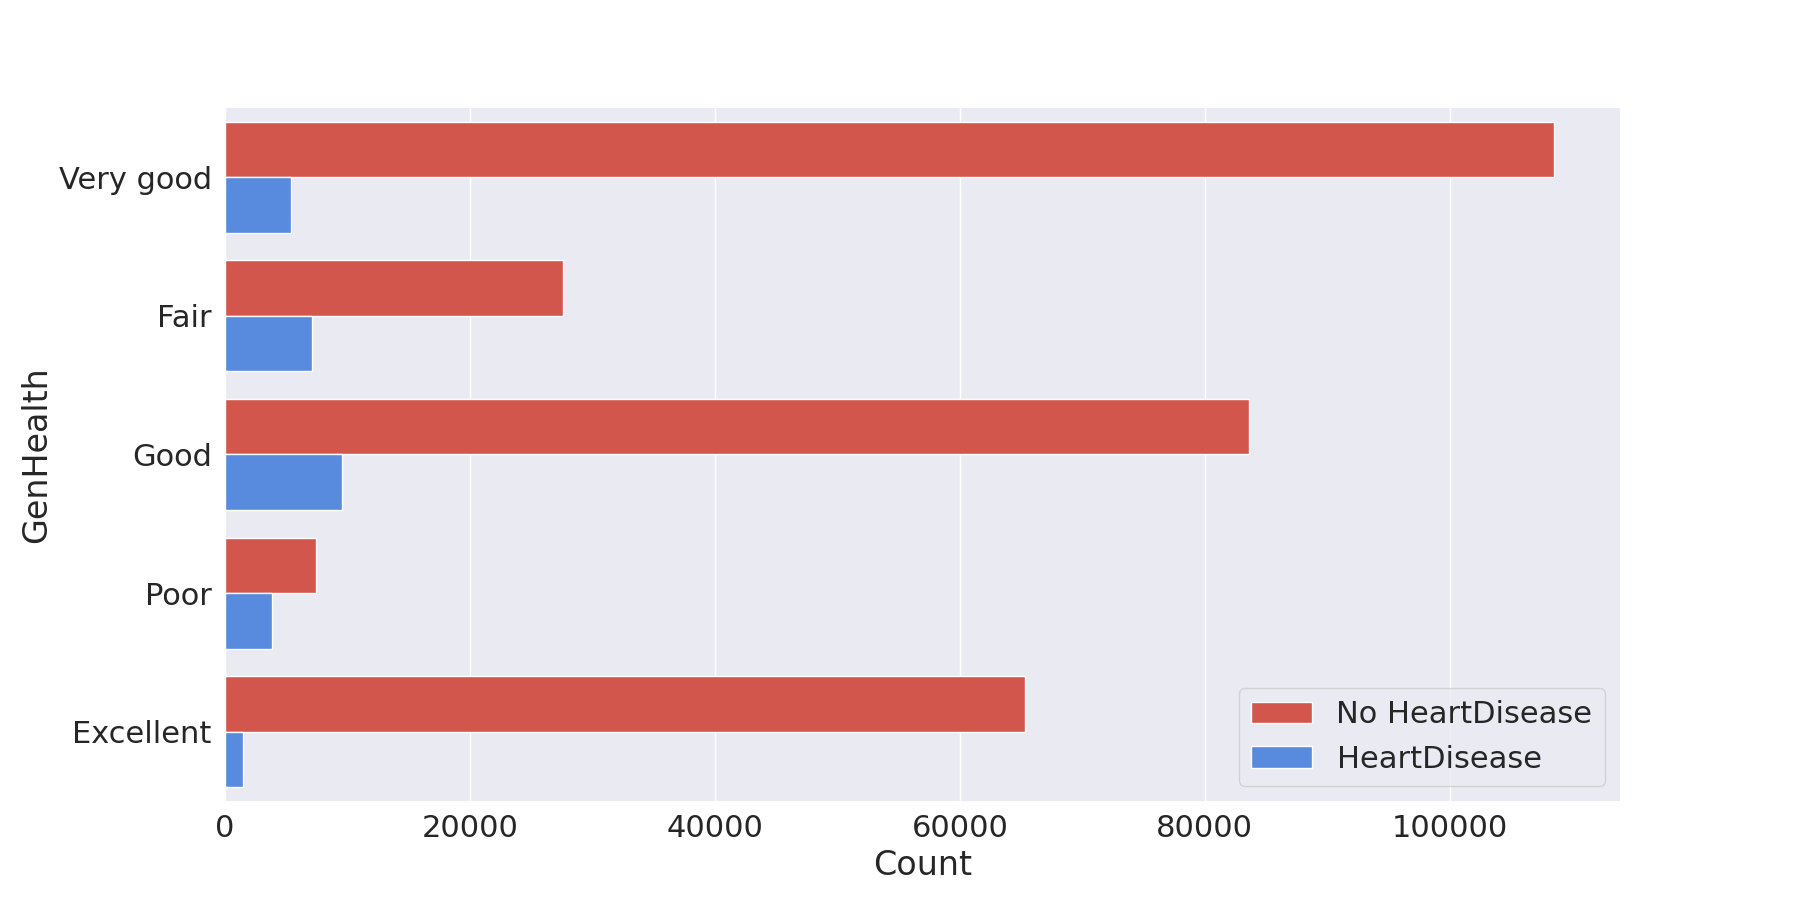 GenHealth
Very good
Fair
Good
Poor
Excellent
No HeartDisease
HeartDisease
0 20000 40000 60000 80000 100000
Count